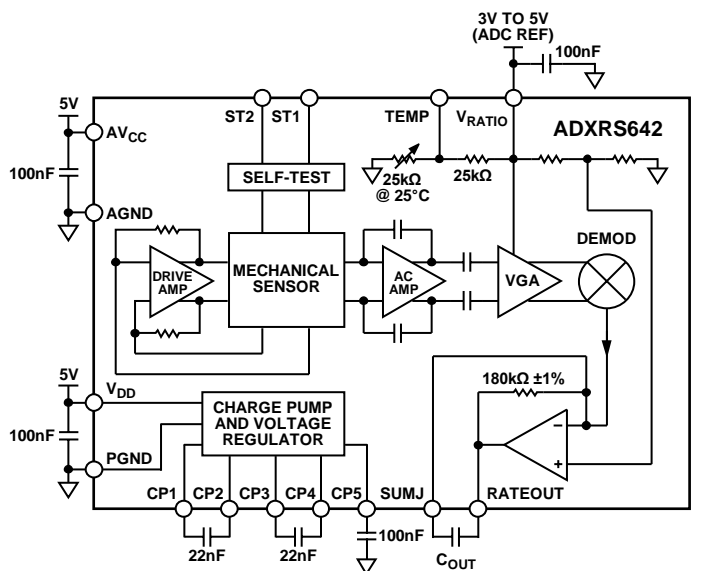 3V TO 5V
(ADC REF)
100nF
5V
ST2
ST1
TEMP
VRATIO
ADXRS642
AVCC
100nF
AGND
SELF-TEST
25kΩ
@ 25°C
25kΩ
DRIVE
AMP
MECHANICAL
SENSOR
AC
AMP
VGA
DEMOD
5V
VDD
100nF
PGND
CHARGE PUMP
AND VOLTAGE
REGULATOR
180kΩ ±1%
–
+
CP1
CP2
CP3
CP4
CP5
SUMJ
RATEOUT
22nF
22nF
100nF
COUT